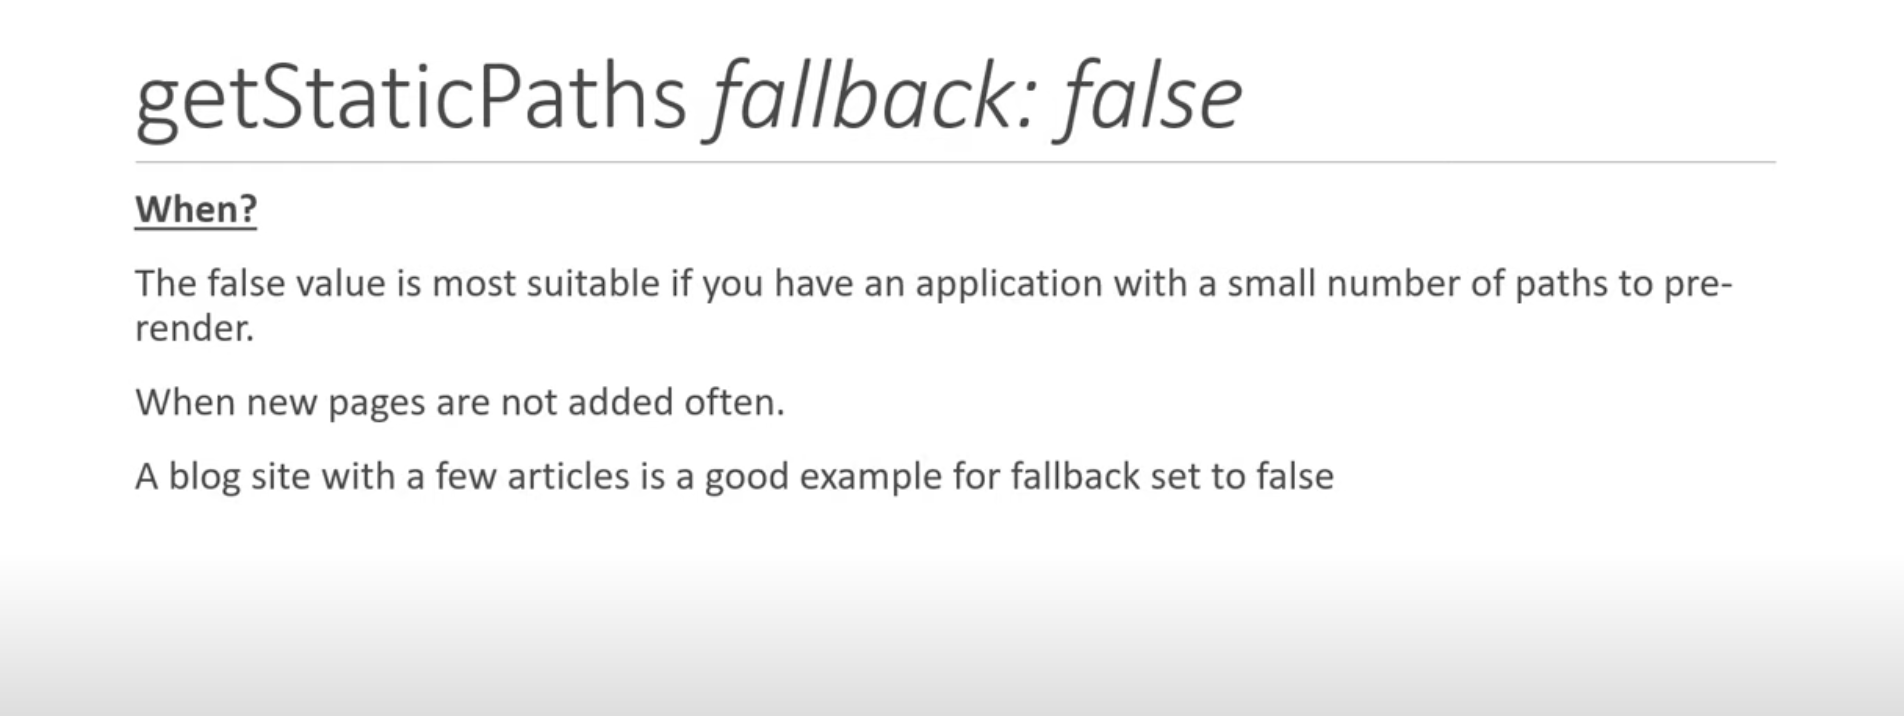 getStaticPaths fallback: false
When?
The false value is most suitable if you have an application with a small number of paths to pre-
render.
When new pages are not added often.
A blog site with a few articles is a good example for fallback set to false